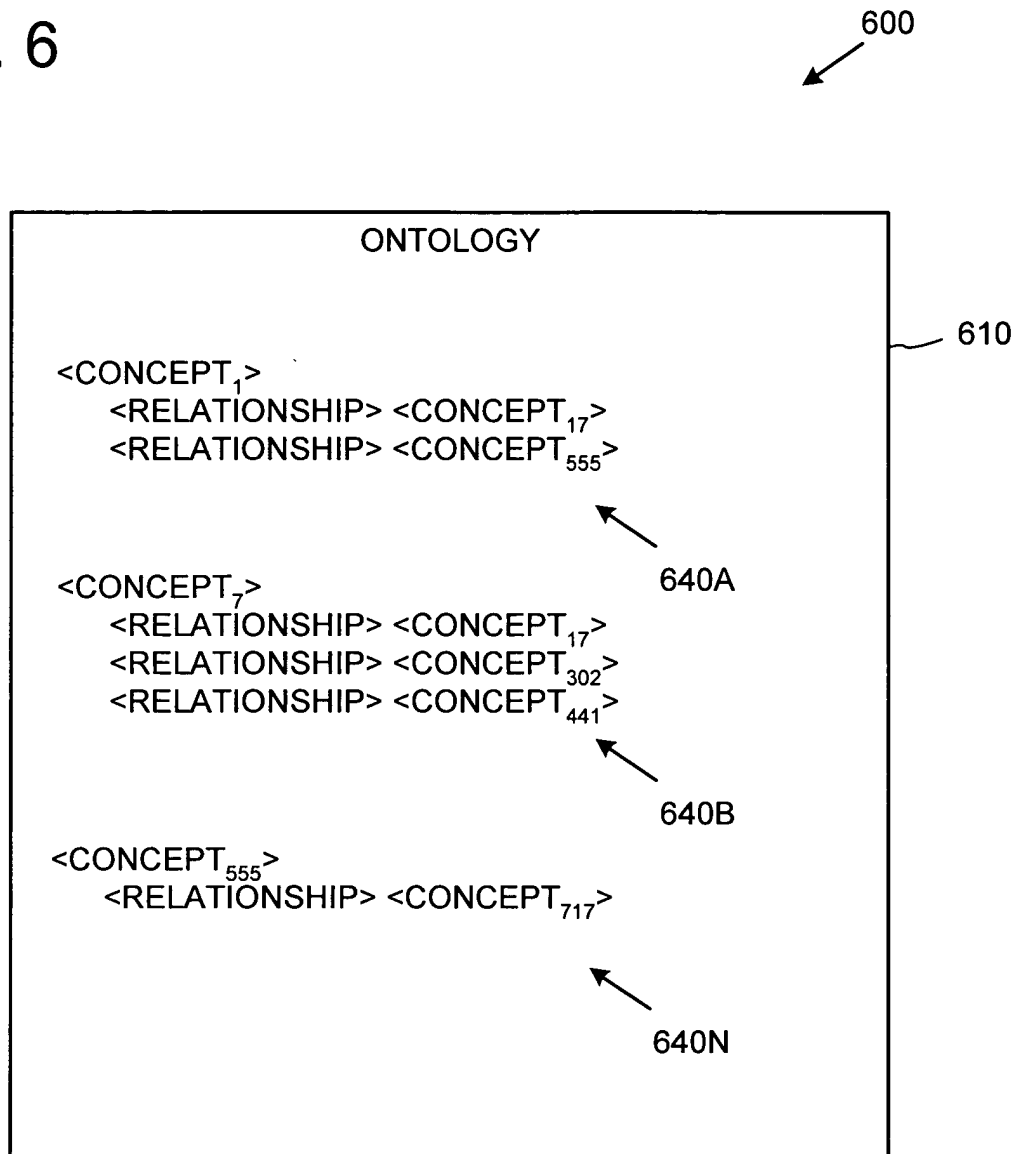 . 6
600
ONTOLOGY
610
<CONCEPT₁>
<RELATIONSHIP> <CONCEPT₁₇>
<RELATIONSHIP> <CONCEPT₅₅₅>
640A
<CONCEPT₇>
<RELATIONSHIP> <CONCEPT₁₇>
<RELATIONSHIP> <CONCEPT₃₀₂>
<RELATIONSHIP> <CONCEPT₄₄₁>
640B
<CONCEPT₅₅₅>
<RELATIONSHIP> <CONCEPT₇₁₇>
640N